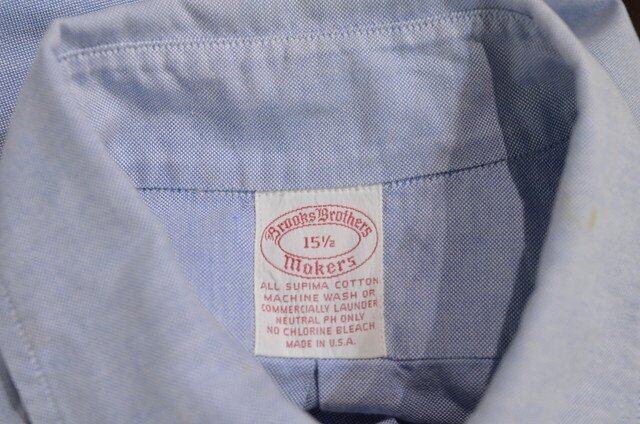 Brooks Brothers
15½
Makers
ALL SUPIMA COTTON
MACHINE WASH OR
COMMERCIALLY LAUNDER
NEUTRAL PH ONLY
NO CHLORINE BLEACH
MADE IN U.S.A.